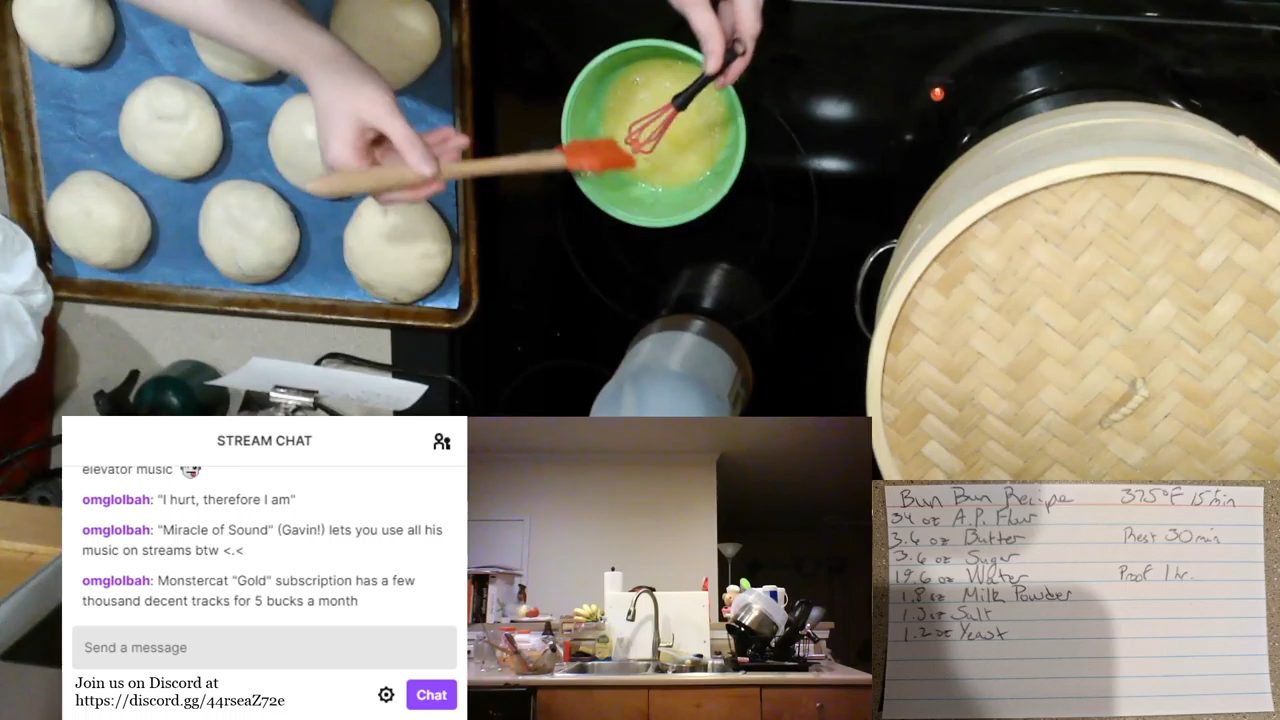 STREAM CHAT
elevator music
omglolbah: "I hurt, therefore I am"
omglolbah: "Miracle of Sound" (Gavin!) lets you use all his
music on streams btw <.<
omglolbah: Monstercat "Gold" subscription has a few
thousand decent tracks for 5 bucks a month
Send a message
Join us on Discord at
https://discord.gg/44rseaZ72e
Chat
Bun Bun Recipe 375°F 15 min
34 oz A.P. Flur
3.6 oz Butter Rest 30 min
3.6 oz Sugar
19.6 oz Water Proof 1 hr.
1.8 oz Milk Powder
Salt
1.2 oz Yeast